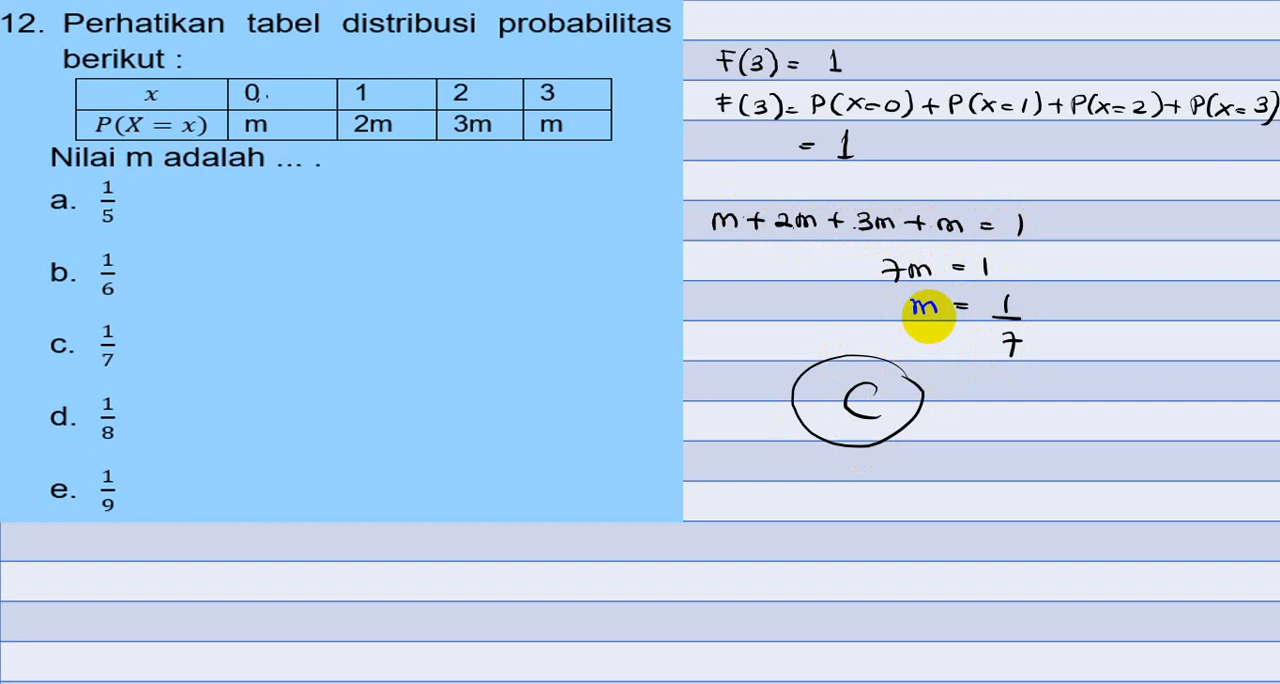 12. Perhatikan tabel distribusi probabilitas
berikut :
x 0 1 2 3
P(X = x) m 2m 3m m
Nilai m adalah ... .
a. 1/5
b. 1/6
c. 1/7
d. 1/8
e. 1/9
F(3) = 1
F(3) = P(x=0) + P(x=1) + P(x=2) + P(x=3)
= 1
m + 2m + 3m + m = 1
7m = 1
m = 1/7
C